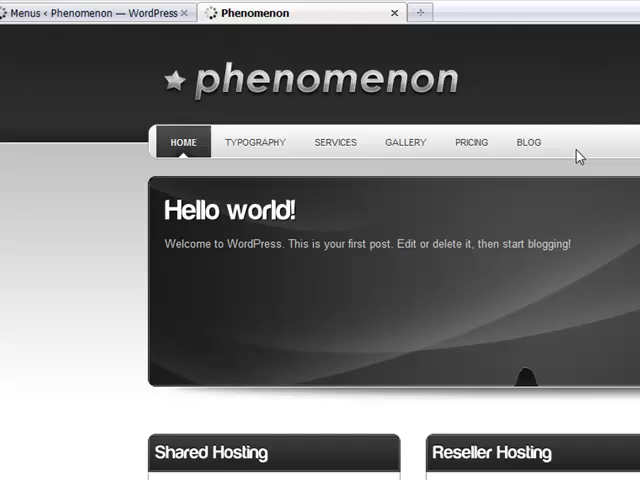 Menus ‹ Phenomenon — WordPress
Phenomenon
phenomenon
HOME TYPOGRAPHY SERVICES GALLERY PRICING BLOG
Hello world!
Welcome to WordPress. This is your first post. Edit or delete it, then start blogging!
Shared Hosting
Reseller Hosting